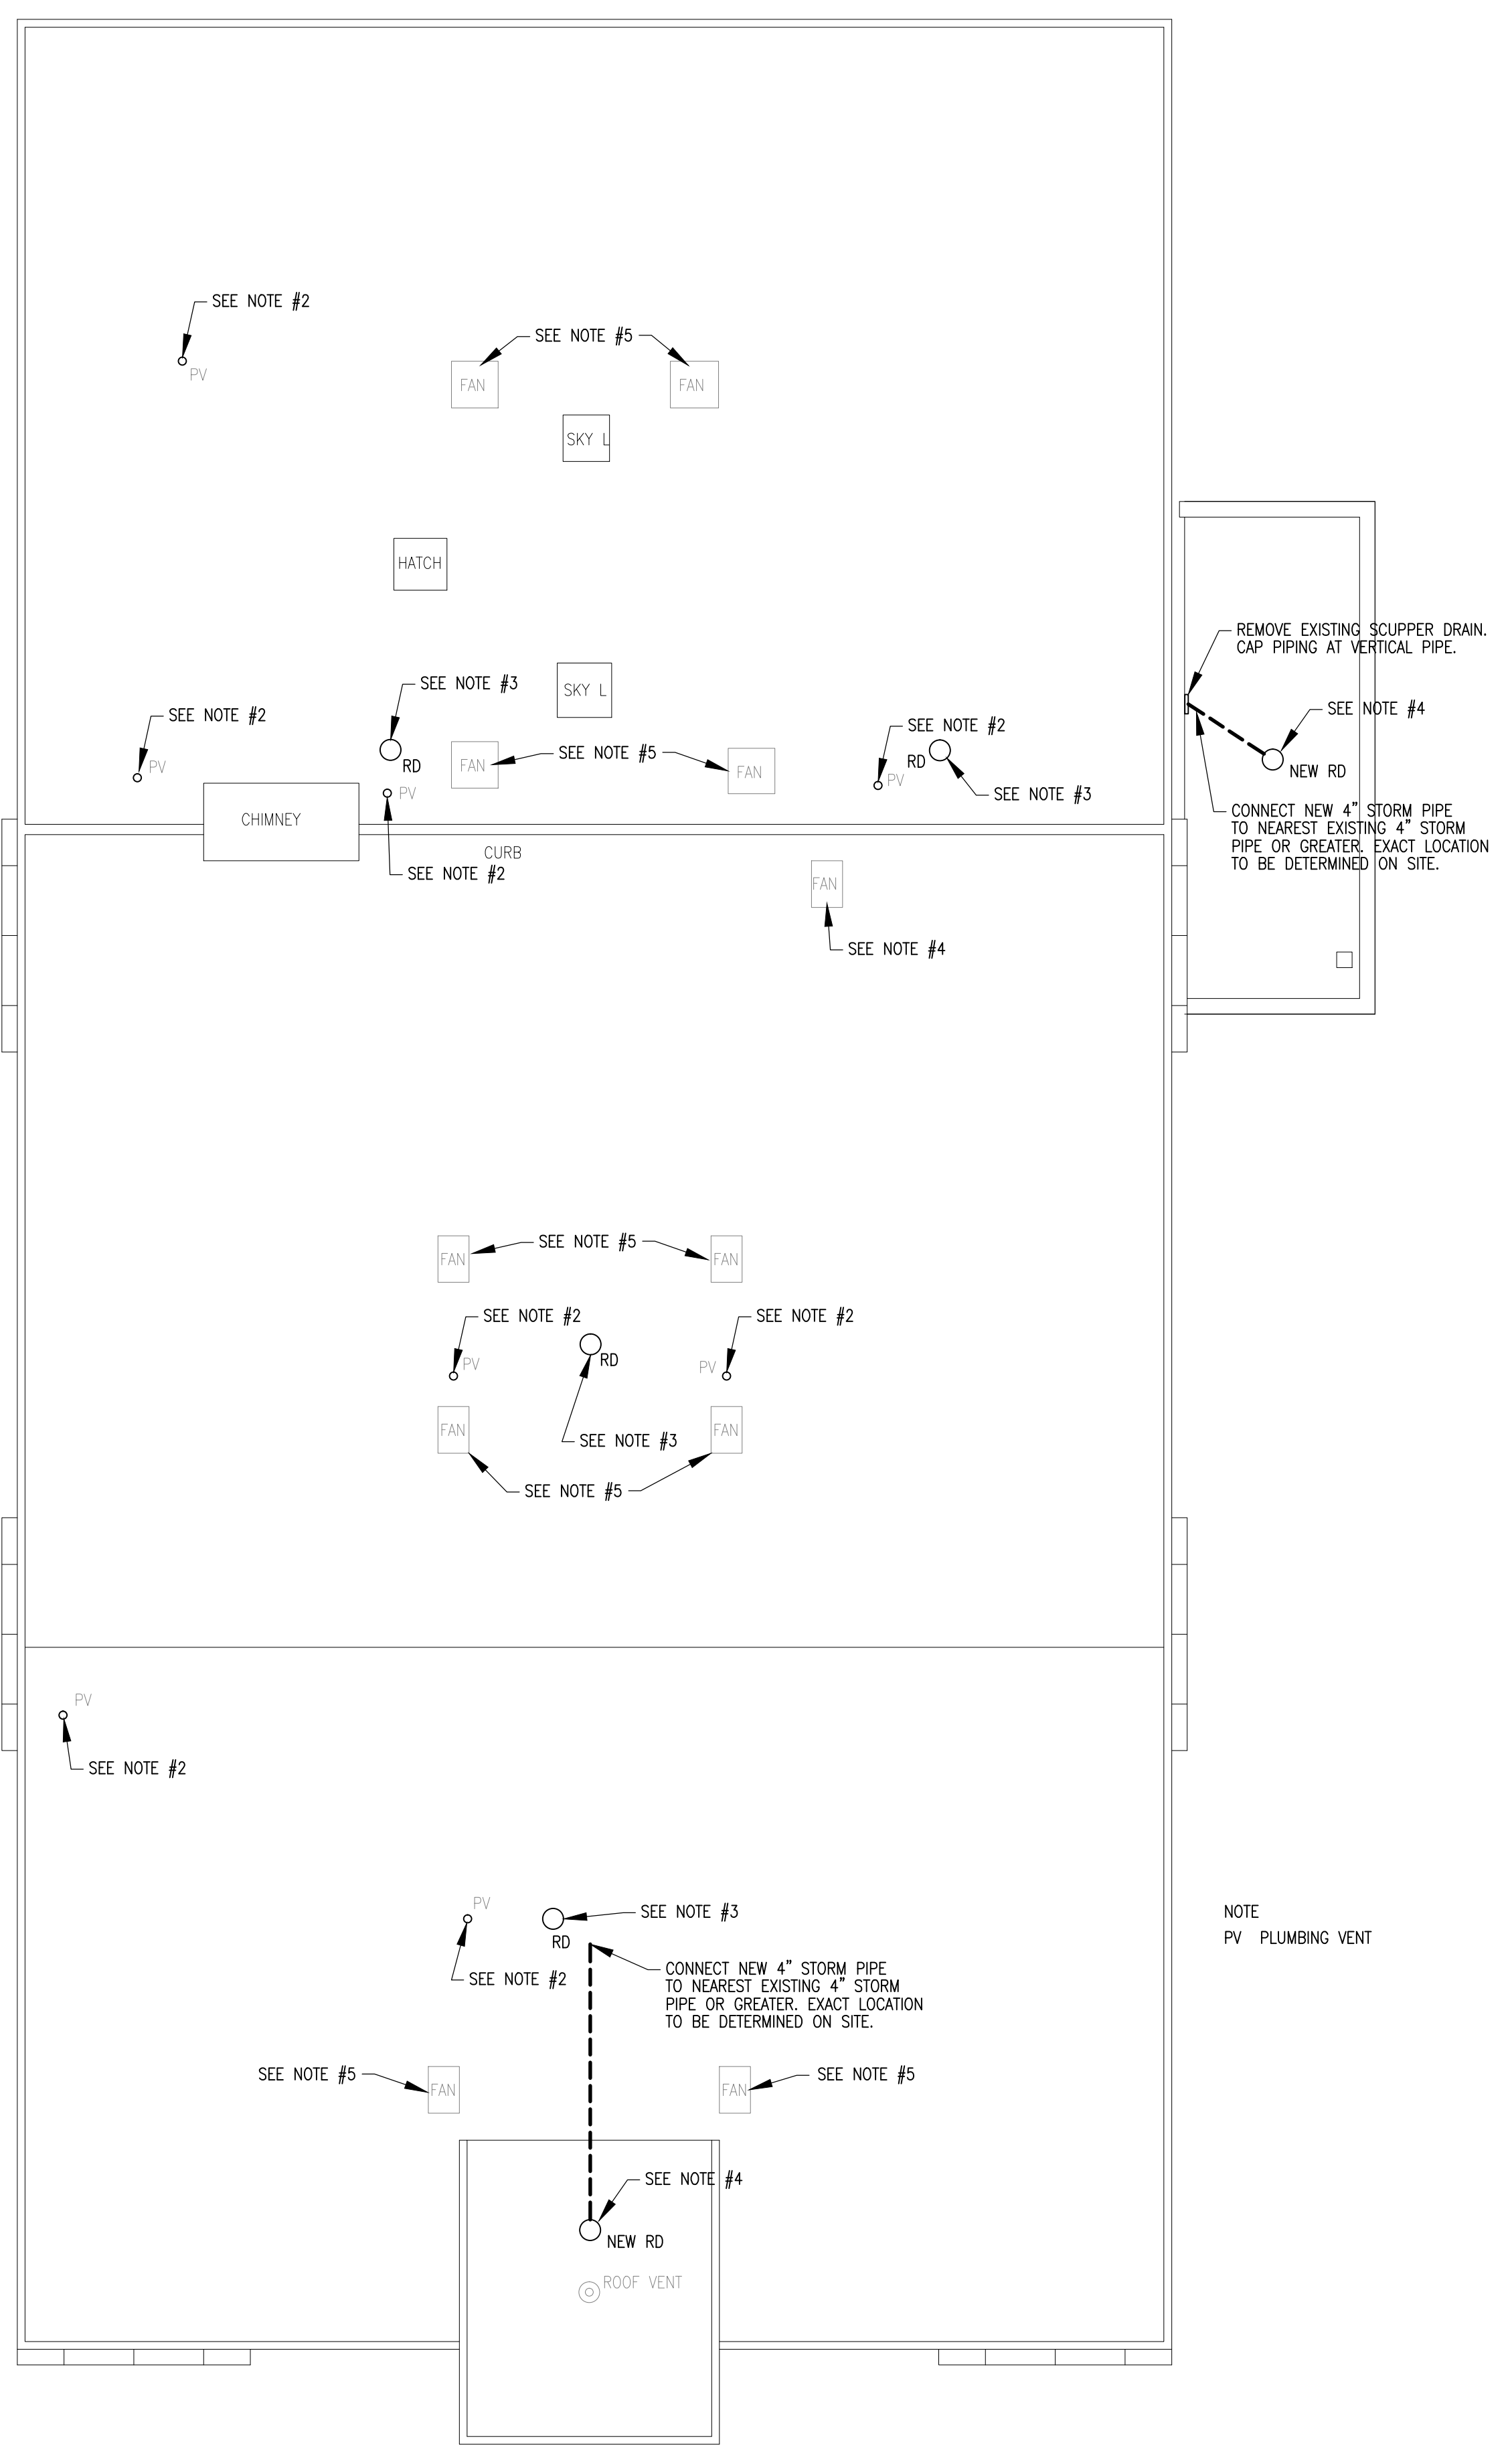 SEE NOTE #2
PV
SEE NOTE #5
FAN
FAN
SKY L
HATCH
REMOVE EXISTING SCUPPER DRAIN.
CAP PIPING AT VERTICAL PIPE.
SEE NOTE #4
NEW RD
CONNECT NEW 4" STORM PIPE
TO NEAREST EXISTING 4" STORM
PIPE OR GREATER. EXACT LOCATION
TO BE DETERMINED ON SITE.
SEE NOTE #3
SKY L
SEE NOTE #2
SEE NOTE #2
PV
RD
FAN
SEE NOTE #5
FAN
RD
PV
SEE NOTE #3
PV
CHIMNEY
CURB
SEE NOTE #2
FAN
SEE NOTE #4
SEE NOTE #5
FAN
FAN
SEE NOTE #2
SEE NOTE #2
PV
RD
PV
FAN
FAN
SEE NOTE #3
SEE NOTE #5
PV
SEE NOTE #2
PV
SEE NOTE #3
RD
SEE NOTE #2
CONNECT NEW 4" STORM PIPE
TO NEAREST EXISTING 4" STORM
PIPE OR GREATER. EXACT LOCATION
TO BE DETERMINED ON SITE.
NOTE
PV PLUMBING VENT
SEE NOTE #5
FAN
FAN
SEE NOTE #5
SEE NOTE #4
NEW RD
ROOF VENT